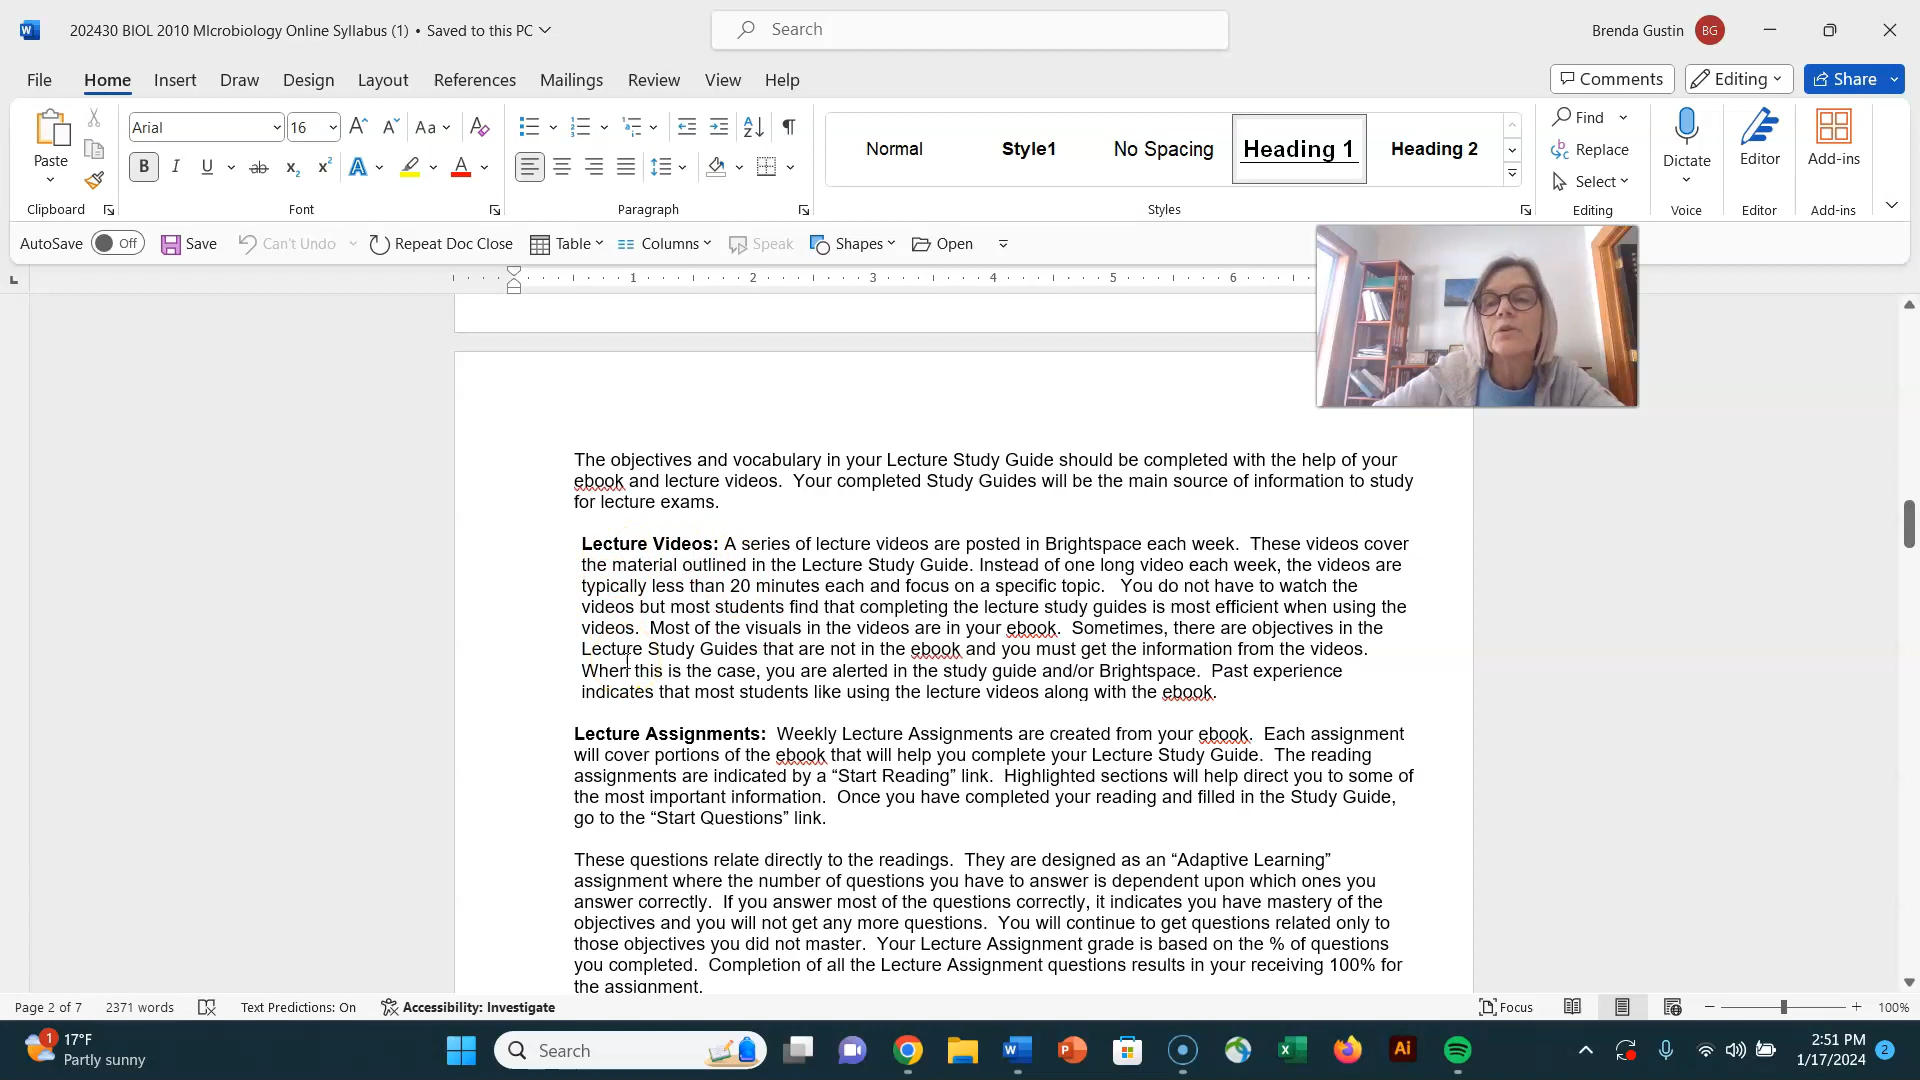 202430 BIOL 2010 MIcrobiology Online Syllabus (1) • Saved to this PC
Search
Brenda Gustin
BG
File Home Insert Draw Design Layout References Mailings Review View Help
Comments Editing Share
Paste
Arial 16
Aa
B I U ab x₂ x² A A
Normal Style1 No Spacing Heading 1 Heading 2
Find
Replace
Select
Dictate Editor Add-ins
Clipboard Font Paragraph Styles Editing Voice Editor Add-ins
AutoSave Off Save Can't Undo Repeat Doc Close Table Columns Speak Shapes Open
1 2 3 4 5 6
The objectives and vocabulary in your Lecture Study Guide should be completed with the help of your
ebook and lecture videos. Your completed Study Guides will be the main source of information to study
for lecture exams.
Lecture Videos: A series of lecture videos are posted in Brightspace each week. These videos cover
the material outlined in the Lecture Study Guide. Instead of one long video each week, the videos are
typically less than 20 minutes each and focus on a specific topic. You do not have to watch the
videos but most students find that completing the lecture study guides is most efficient when using the
videos. Most of the visuals in the videos are in your ebook. Sometimes, there are objectives in the
Lecture Study Guides that are not in the ebook and you must get the information from the videos.
When this is the case, you are alerted in the study guide and/or Brightspace. Past experience
indicates that most students like using the lecture videos along with the ebook.
Lecture Assignments: Weekly Lecture Assignments are created from your ebook. Each assignment
will cover portions of the ebook that will help you complete your Lecture Study Guide. The reading
assignments are indicated by a “Start Reading” link. Highlighted sections will help direct you to some of
the most important information. Once you have completed your reading and filled in the Study Guide,
go to the “Start Questions” link.
These questions relate directly to the readings. They are designed as an “Adaptive Learning”
assignment where the number of questions you have to answer is dependent upon which ones you
answer correctly. If you answer most of the questions correctly, it indicates you have mastery of the
objectives and you will not get any more questions. You will continue to get questions related only to
those objectives you did not master. Your Lecture Assignment grade is based on the % of questions
you completed. Completion of all the Lecture Assignment questions results in your receiving 100% for
the assignment.
Page 2 of 7 2371 words Text Predictions: On Accessibility: Investigate Focus 100%
1 17°F
Partly sunny
Search
Ai
2:51 PM
1/17/2024
2